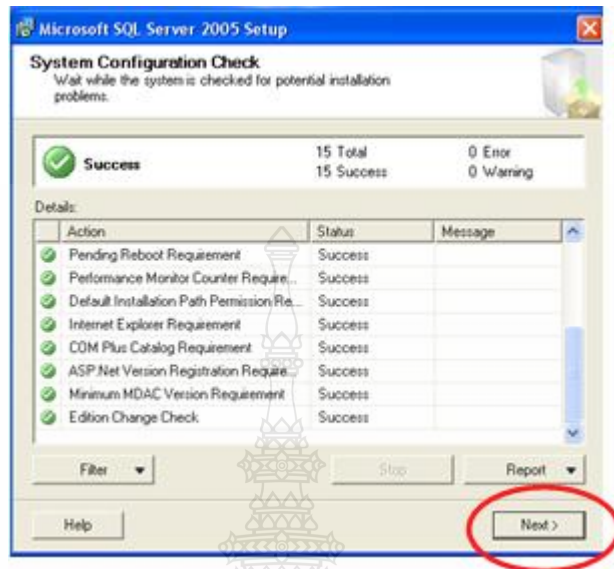 Microsoft SQL Server 2005 Setup
System Configuration Check
Wait while the system is checked for potential installation
problems.
Success
15 Total
0 Error
15 Success
0 Warning
Details:
Action Status Message
Pending Reboot Requirement Success
Performance Monitor Counter Require... Success
Default Installation Path Permission Re... Success
Internet Explorer Requirement Success
COM Plus Catalog Requirement Success
ASP.Net Version Registration Require... Success
Minimum MDAC Version Requirement Success
Edition Change Check Success
Filter
Stop
Report
Help
Next >